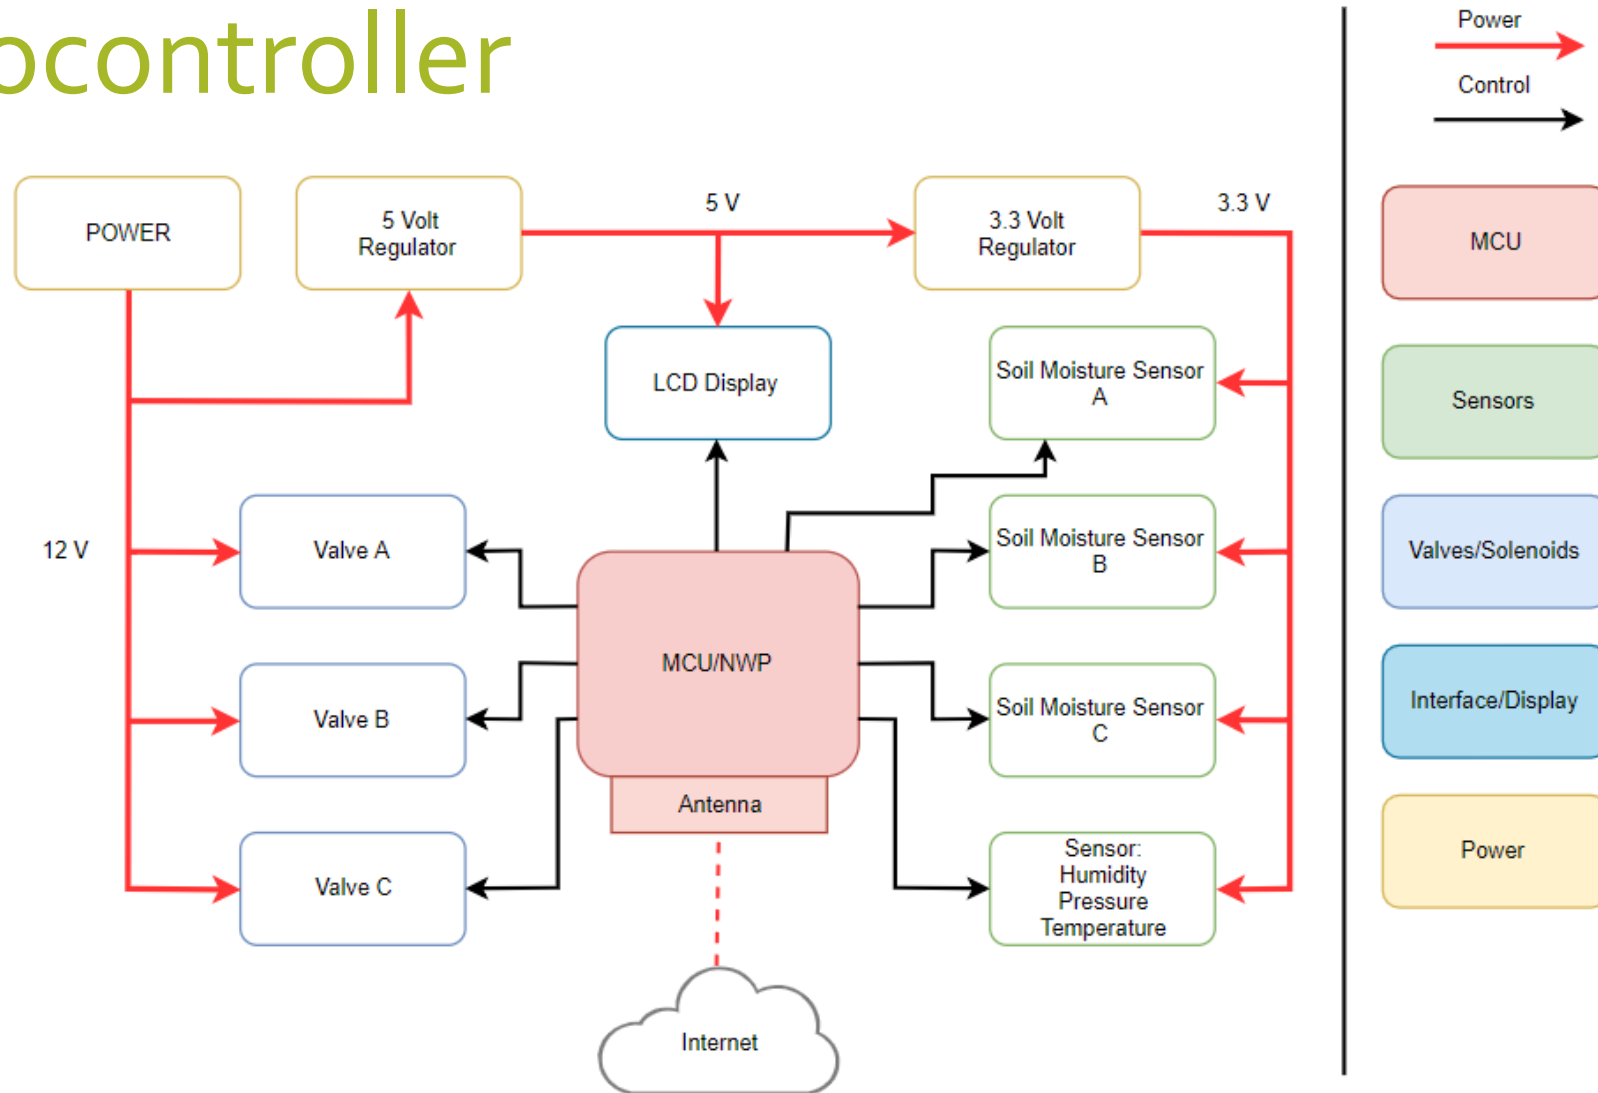 ocontroller
Power
Control
POWER
5 Volt
Regulator
5 V
3.3 Volt
Regulator
3.3 V
MCU
LCD Display
Soil Moisture Sensor
A
Sensors
12 V
Valve A
Soil Moisture Sensor
B
Valves/Solenoids
MCU/NWP
Valve B
Soil Moisture Sensor
C
Interface/Display
Antenna
Valve C
Sensor:
Humidity
Pressure
Temperature
Power
Internet